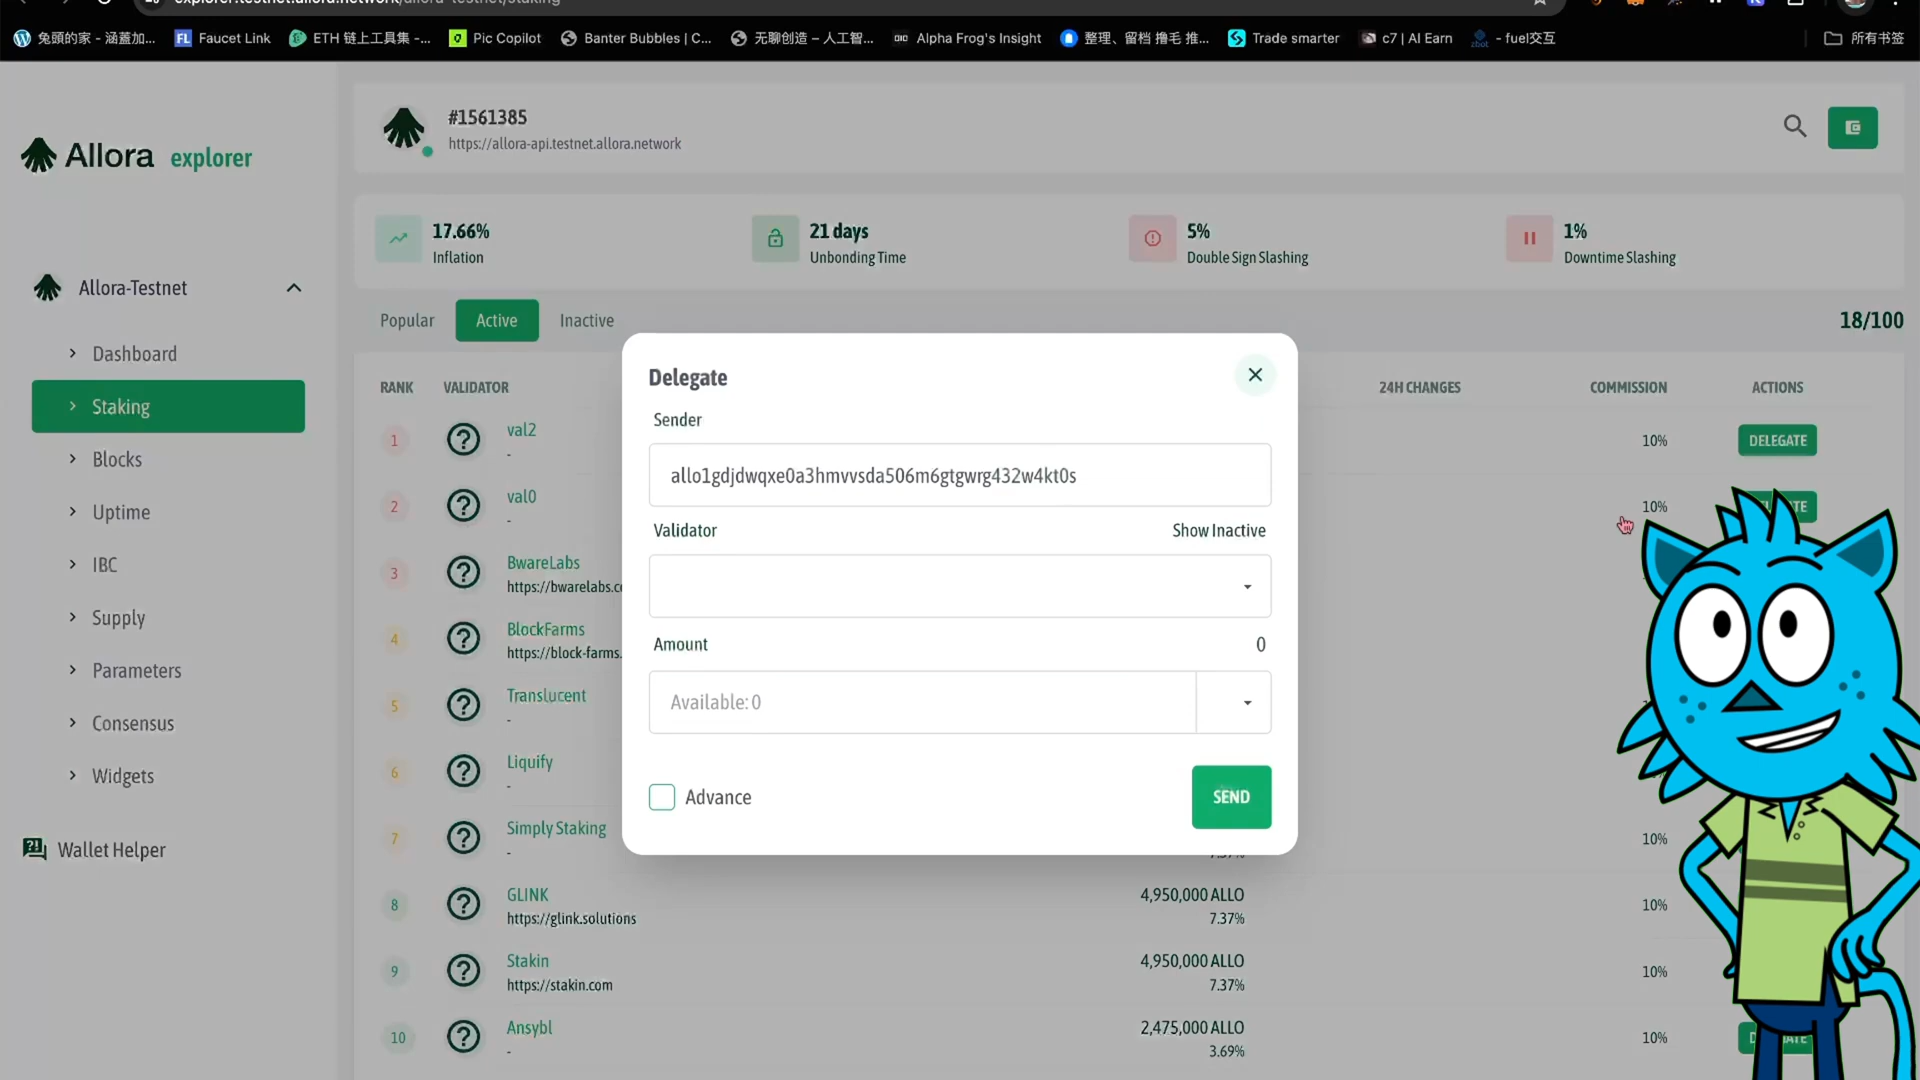 explorer.testnet.allora.network/allora-testnet/staking
兔頭的家 - 涵蓋加...
FL Faucet Link
ETH 链上工具集 -...
Pic Copilot
Banter Bubbles | C...
无聊创造 – 人工智...
Alpha Frog's Insight
整理、留档 撸毛 推...
Trade smarter
c7 | AI Earn
- fuel交互
所有书签
Allora explorer
#1561385
https://allora-api.testnet.allora.network
17.66%
Inflation
21 days
Unbonding Time
5%
Double Sign Slashing
1%
Downtime Slashing
Allora-Testnet
Dashboard
Staking
Blocks
Uptime
IBC
Supply
Parameters
Consensus
Widgets
Wallet Helper
Popular Active Inactive 18/100
RANK VALIDATOR 24H CHANGES COMMISSION ACTIONS
1 val2 10% DELEGATE
-
2 val0 10%
-
3 BwareLabs
https://bwarelabs.c
4 BlockFarms
https://block-farms.
5 Translucent
-
6 Liquify
-
7 Simply Staking 10%
-
8 GLINK 4,950,000 ALLO 10%
https://glink.solutions 7.37%
9 Stakin 4,950,000 ALLO 10%
https://stakin.com 7.37%
10 Ansybl 2,475,000 ALLO 10%
- 3.69%
Delegate
Sender
allo1gdjdwqxe0a3hmvvsda506m6gtgwrg432w4kt0s
Validator Show Inactive
Amount 0
Available:0
Advance SEND